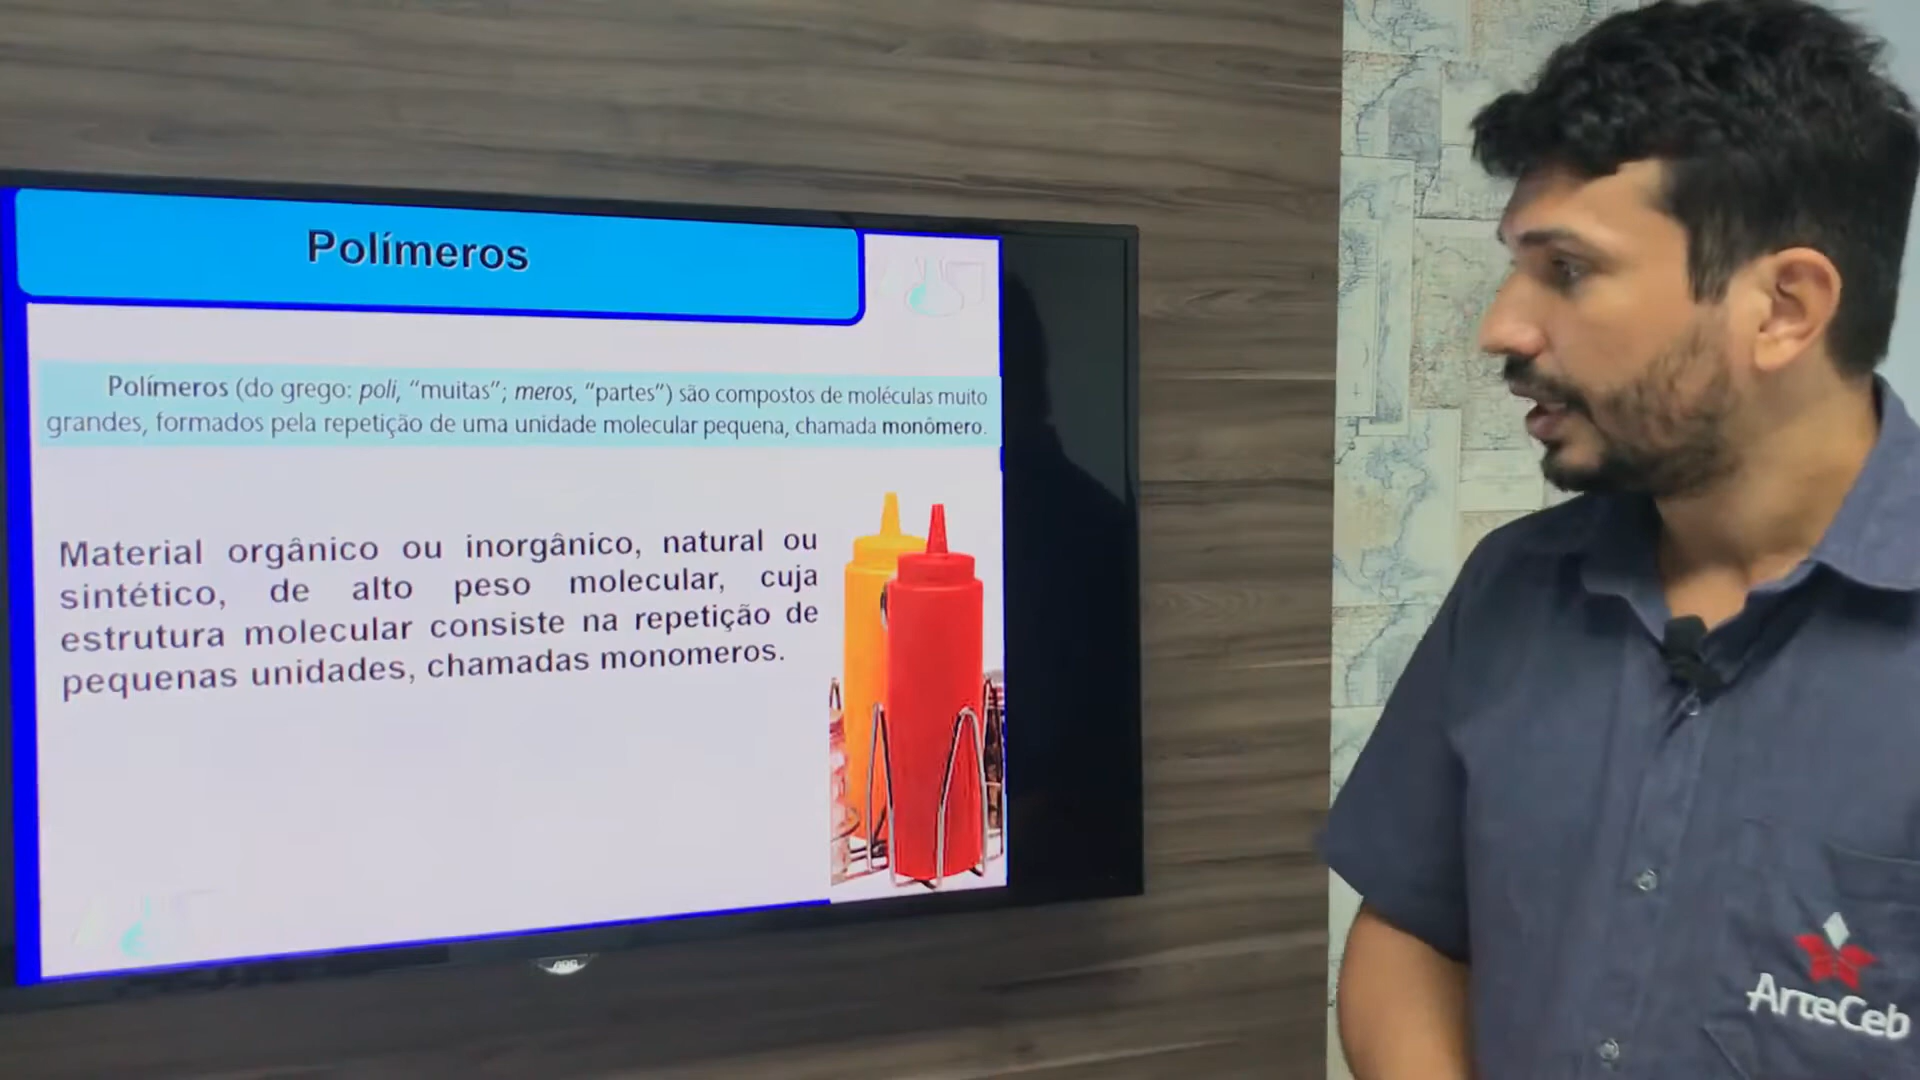 Polímeros
Polímeros (do grego: poli, “muitas”; meros, “partes”) são compostos de moléculas muito
grandes, formados pela repetição de uma unidade molecular pequena, chamada monômero.
Material orgânico ou inorgânico, natural ou
sintético, de alto peso molecular, cuja
estrutura molecular consiste na repetição de
pequenas unidades, chamadas monomeros.
AOC
ArteCeb